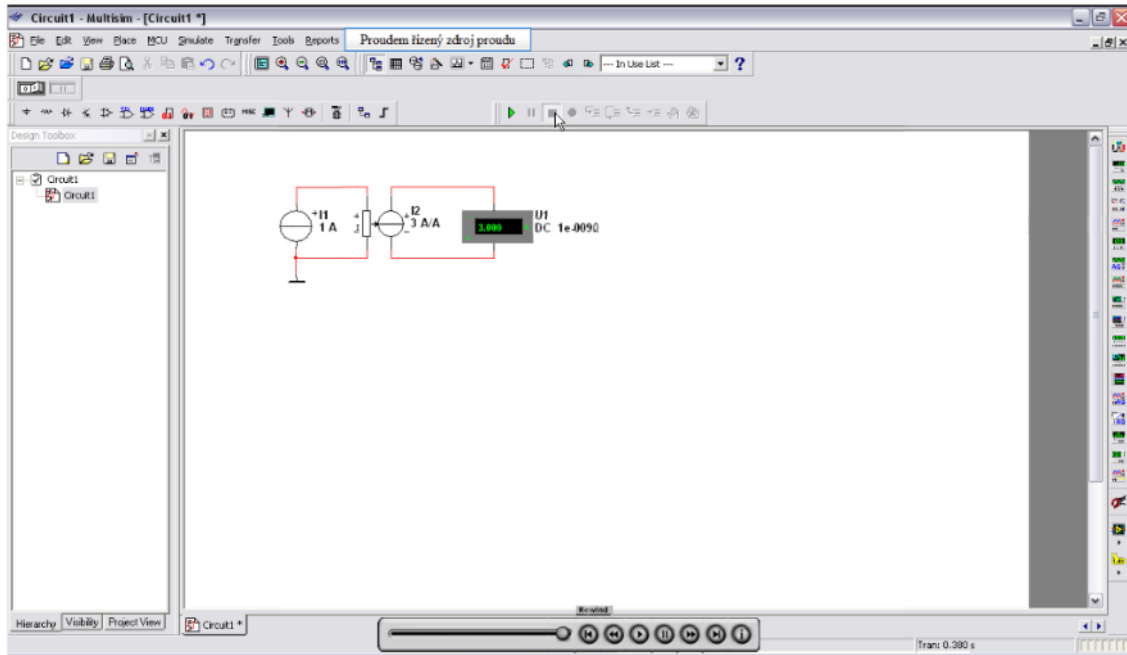 Circuit1 - Multisim - [Circuit1 *]
File Edit View Place MCU Simulate Transfer Tools Reports
Proudem řízený zdroj proudu
--- In Use List ---
Design Toolbox
Circuit1
Circuit1
I1
1 A
I2
3 A/A
3.000
U1
DC 1e-009Ω
Hierarchy Visibility Project View
Circuit1 *
Rewind
Tran: 0.380 s